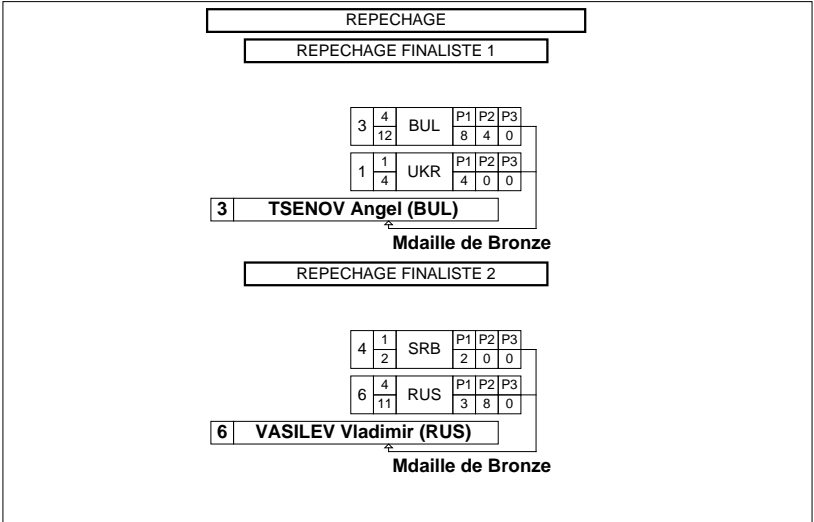 REPECHAGE
REPECHAGE FINALISTE 1
3 4 12 BUL P1 P2 P3 8 4 0
1 1 4 UKR P1 P2 P3 4 0 0
3 TSENOV Angel (BUL)
Mdaille de Bronze
REPECHAGE FINALISTE 2
4 1 2 SRB P1 P2 P3 2 0 0
6 4 11 RUS P1 P2 P3 3 8 0
6 VASILEV Vladimir (RUS)
Mdaille de Bronze